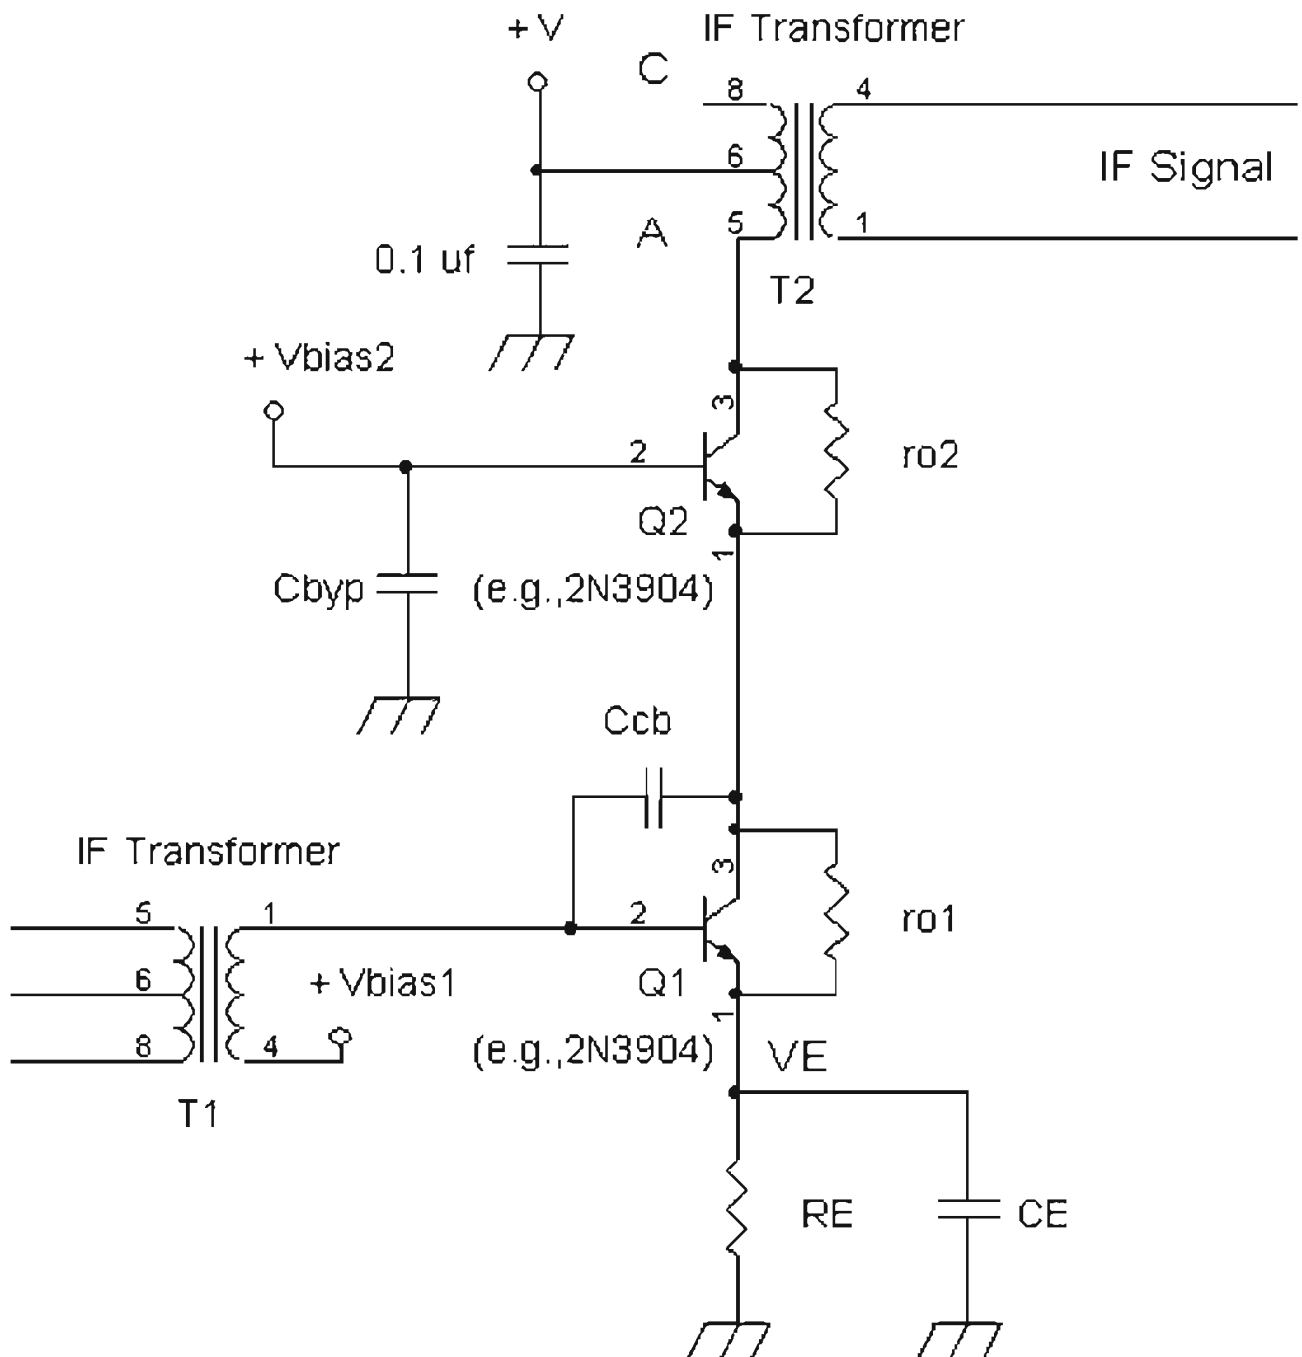 + V
IF Transformer
C
8
4
6
IF Signal
A
5
1
0.1 uf
T2
+ Vbias2
3
2
ro2
Q2
1
Cbyp
(e.g.,2N3904)
Ccb
IF Transformer
3
5
1
2
ro1
6
+ Vbias1
Q1
1
8
4
(e.g.,2N3904)
VE
T1
RE
CE